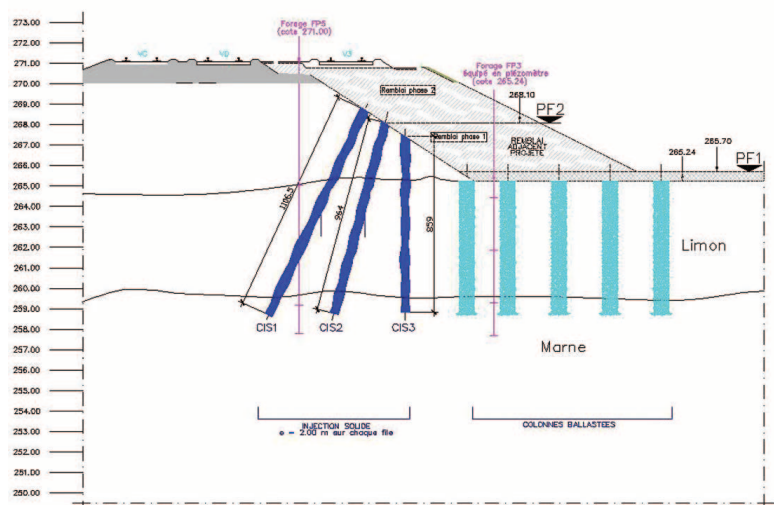 273.00
272.00
271.00
270.00
269.00
268.00
267.00
266.00
265.00
264.00
263.00
262.00
261.00
260.00
259.00
258.00
257.00
256.00
255.00
254.00
253.00
252.00
251.00
250.00
Forage FP5
(cote 271.00)
Forage FP3
équipé en piézomètre
(cote 265.24)
Remblai phase 2
Remblai phase 1
268.10
PF2
REMBLAI
ADJACENT
PROJETE
265.70
265.24
PF1
964
859
Limon
CIS1
CIS2
CIS3
Marne
INJECTION SOLIDE
e = 2.00 m sur chaque file
COLONNES BALLASTEES